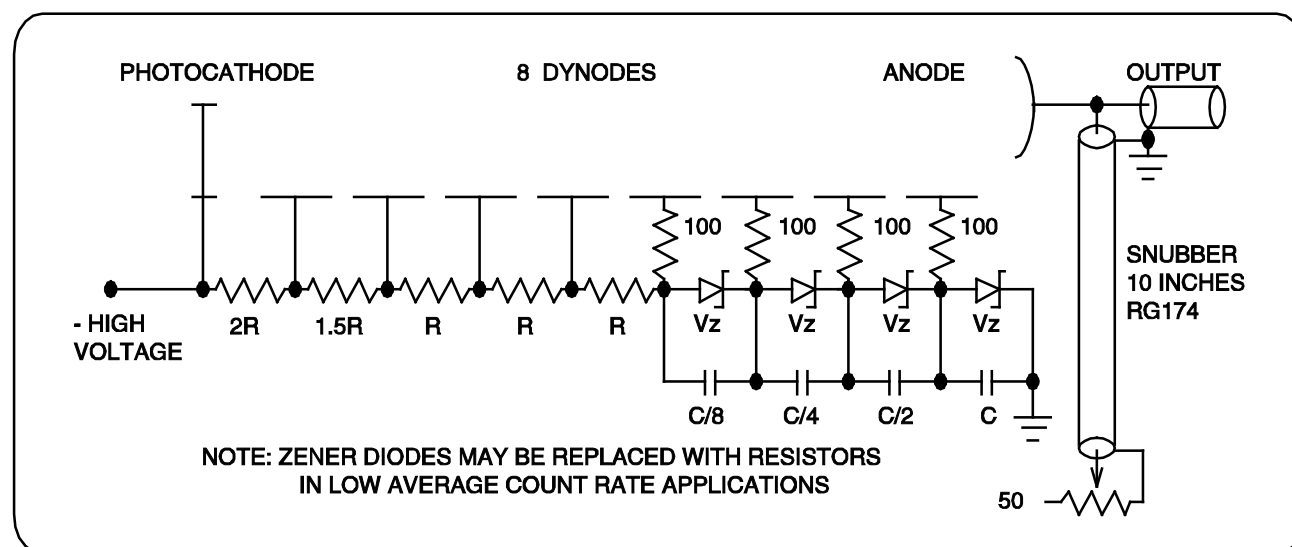 PHOTOCATHODE
8 DYNODES
ANODE
OUTPUT
100
100
100
100
SNUBBER
10 INCHES
RG174
- HIGH
VOLTAGE
2R
1.5R
R
R
R
Vz
Vz
Vz
Vz
C/8
C/4
C/2
C
NOTE: ZENER DIODES MAY BE REPLACED WITH RESISTORS
IN LOW AVERAGE COUNT RATE APPLICATIONS
50